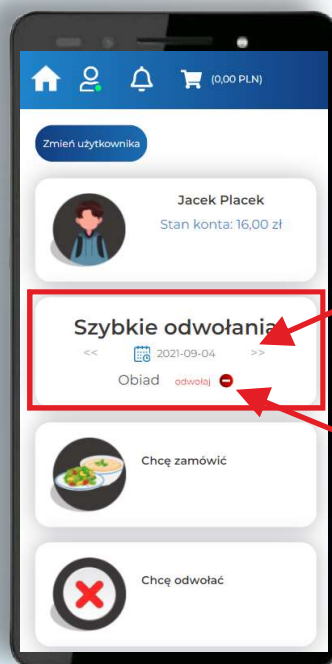 (0,00 PLN)
Zmień użytkownika
Jacek Placek
Stan konta: 16,00 zł
Szybkie odwołania
<< 2021-09-04 >>
Obiad odwołaj
Chcę zamówić
Chcę odwołać